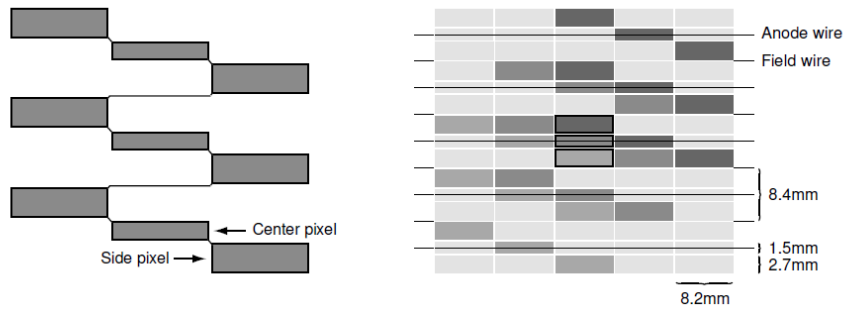 Center pixel
Side pixel
Anode wire
Field wire
8.4mm
1.5mm
2.7mm
8.2mm